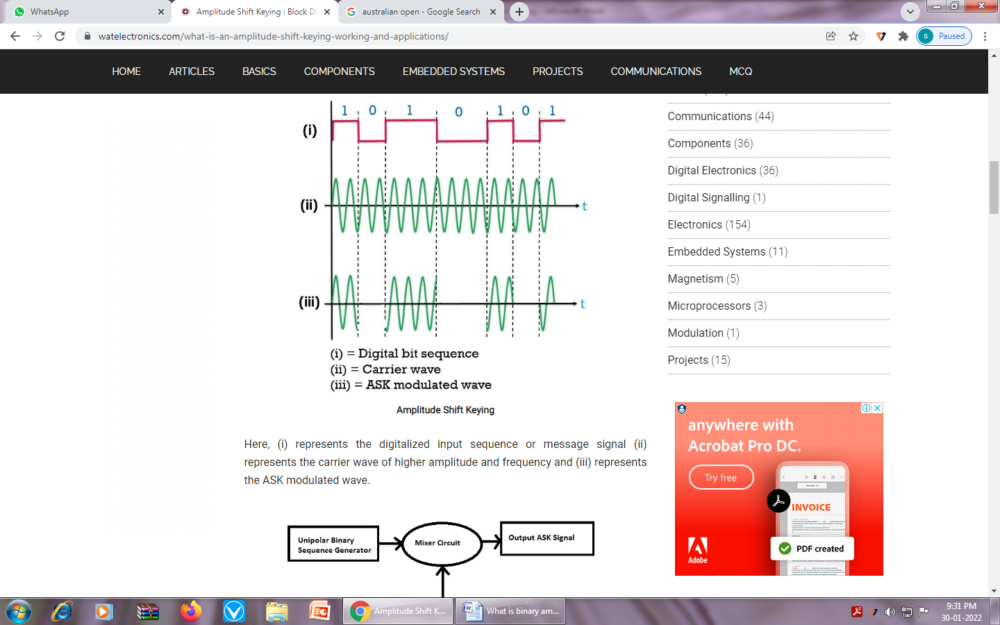 WhatsApp
Amplitude Shift Keying : Block Di
australian open - Google Search
watelectronics.com/what-is-an-amplitude-shift-keying-working-and-applications/
S
Paused
HOME ARTICLES BASICS COMPONENTS EMBEDDED SYSTEMS PROJECTS COMMUNICATIONS MCQ
1 0 1 0 1 0 1
(i)
(ii)
t
(iii)
t
(i) = Digital bit sequence
(ii) = Carrier wave
(iii) = ASK modulated wave
Amplitude Shift Keying
Here, (i) represents the digitalized input sequence or message signal (ii)
represents the carrier wave of higher amplitude and frequency and (iii) represents
the ASK modulated wave.
Unipolar Binary
Sequence Generator
Mixer Circuit
Output ASK Signal
Communications (44)
Components (36)
Digital Electronics (36)
Digital Signalling (1)
Electronics (154)
Embedded Systems (11)
Magnetism (5)
Microprocessors (3)
Modulation (1)
Projects (15)
anywhere with
Acrobat Pro DC.
Try free
INVOICE
PDF created
Adobe
Amplitude Shift K...
What is binary am...
9:31 PM
30-01-2022